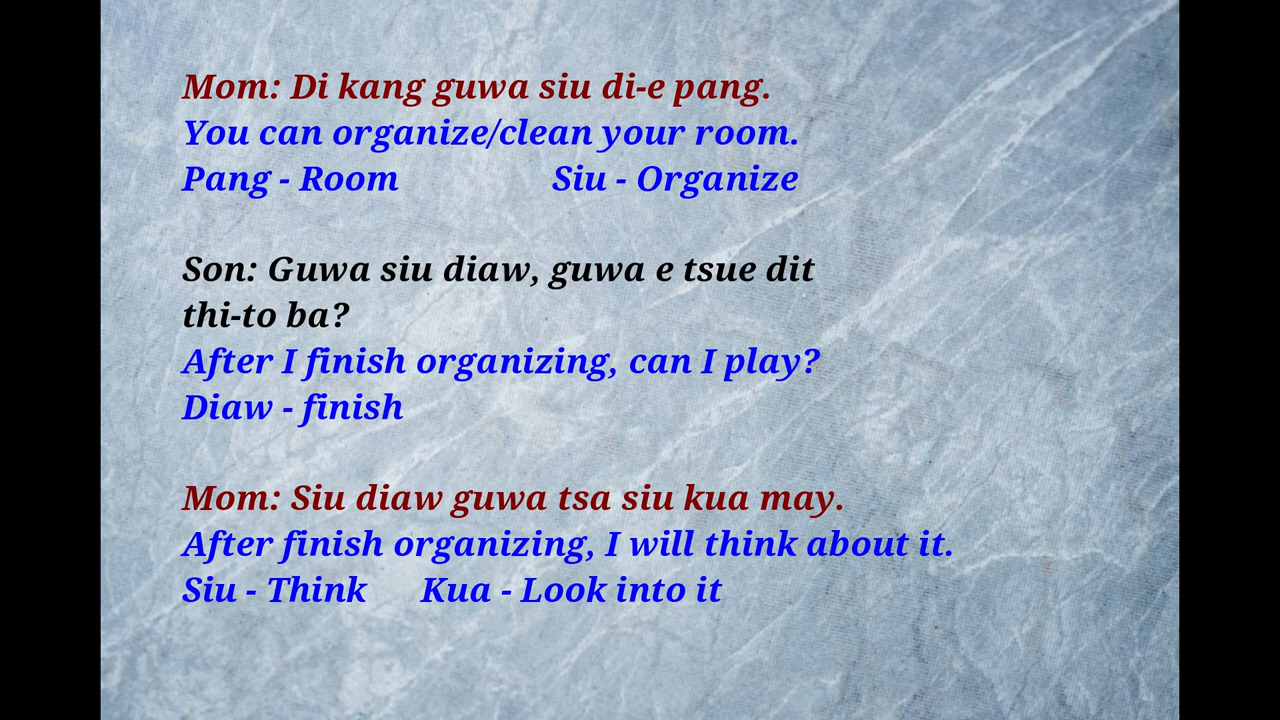 Mom: Di kang guwa siu di-e pang.
You can organize/clean your room.
Pang - Room Siu - Organize
Son: Guwa siu diaw, guwa e tsue dit
thi-to ba?
After I finish organizing, can I play?
Diaw - finish
Mom: Siu diaw guwa tsa siu kua may.
After finish organizing, I will think about it.
Siu - Think Kua - Look into it